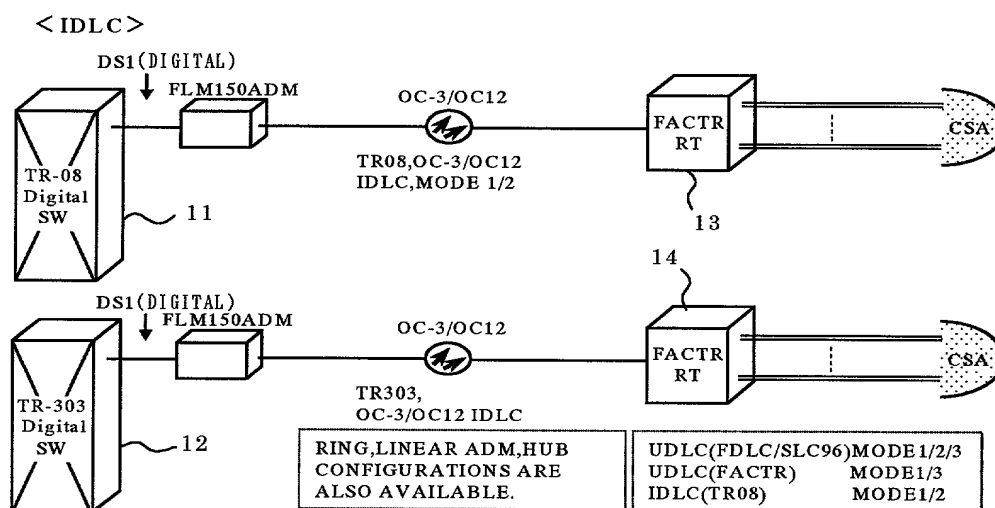 <IDLC>
DS1(DIGITAL)
FLM150ADM
OC-3/OC12
TR08,OC-3/OC12
IDLC,MODE 1/2
FACTR
RT
CSA
TR-08
Digital
SW
11
13
14
DS1(DIGITAL)
FLM150ADM
OC-3/OC12
TR303,
OC-3/OC12 IDLC
FACTR
RT
CSA
TR-303
Digital
SW
12
RING,LINEAR ADM,HUB
CONFIGURATIONS ARE
ALSO AVAILABLE.
UDLC(FDLC/SLC96)MODE1/2/3
UDLC(FACTR) MODE1/3
IDLC(TR08) MODE1/2